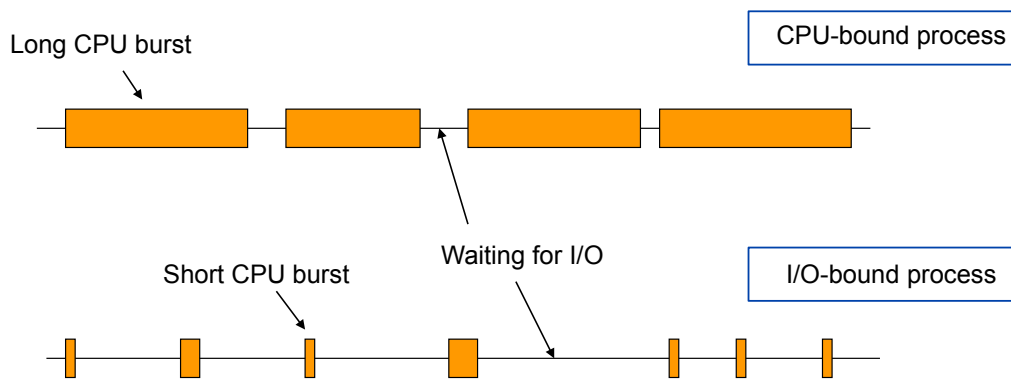 CPU-bound process
Long CPU burst
Waiting for I/O
Short CPU burst
I/O-bound process